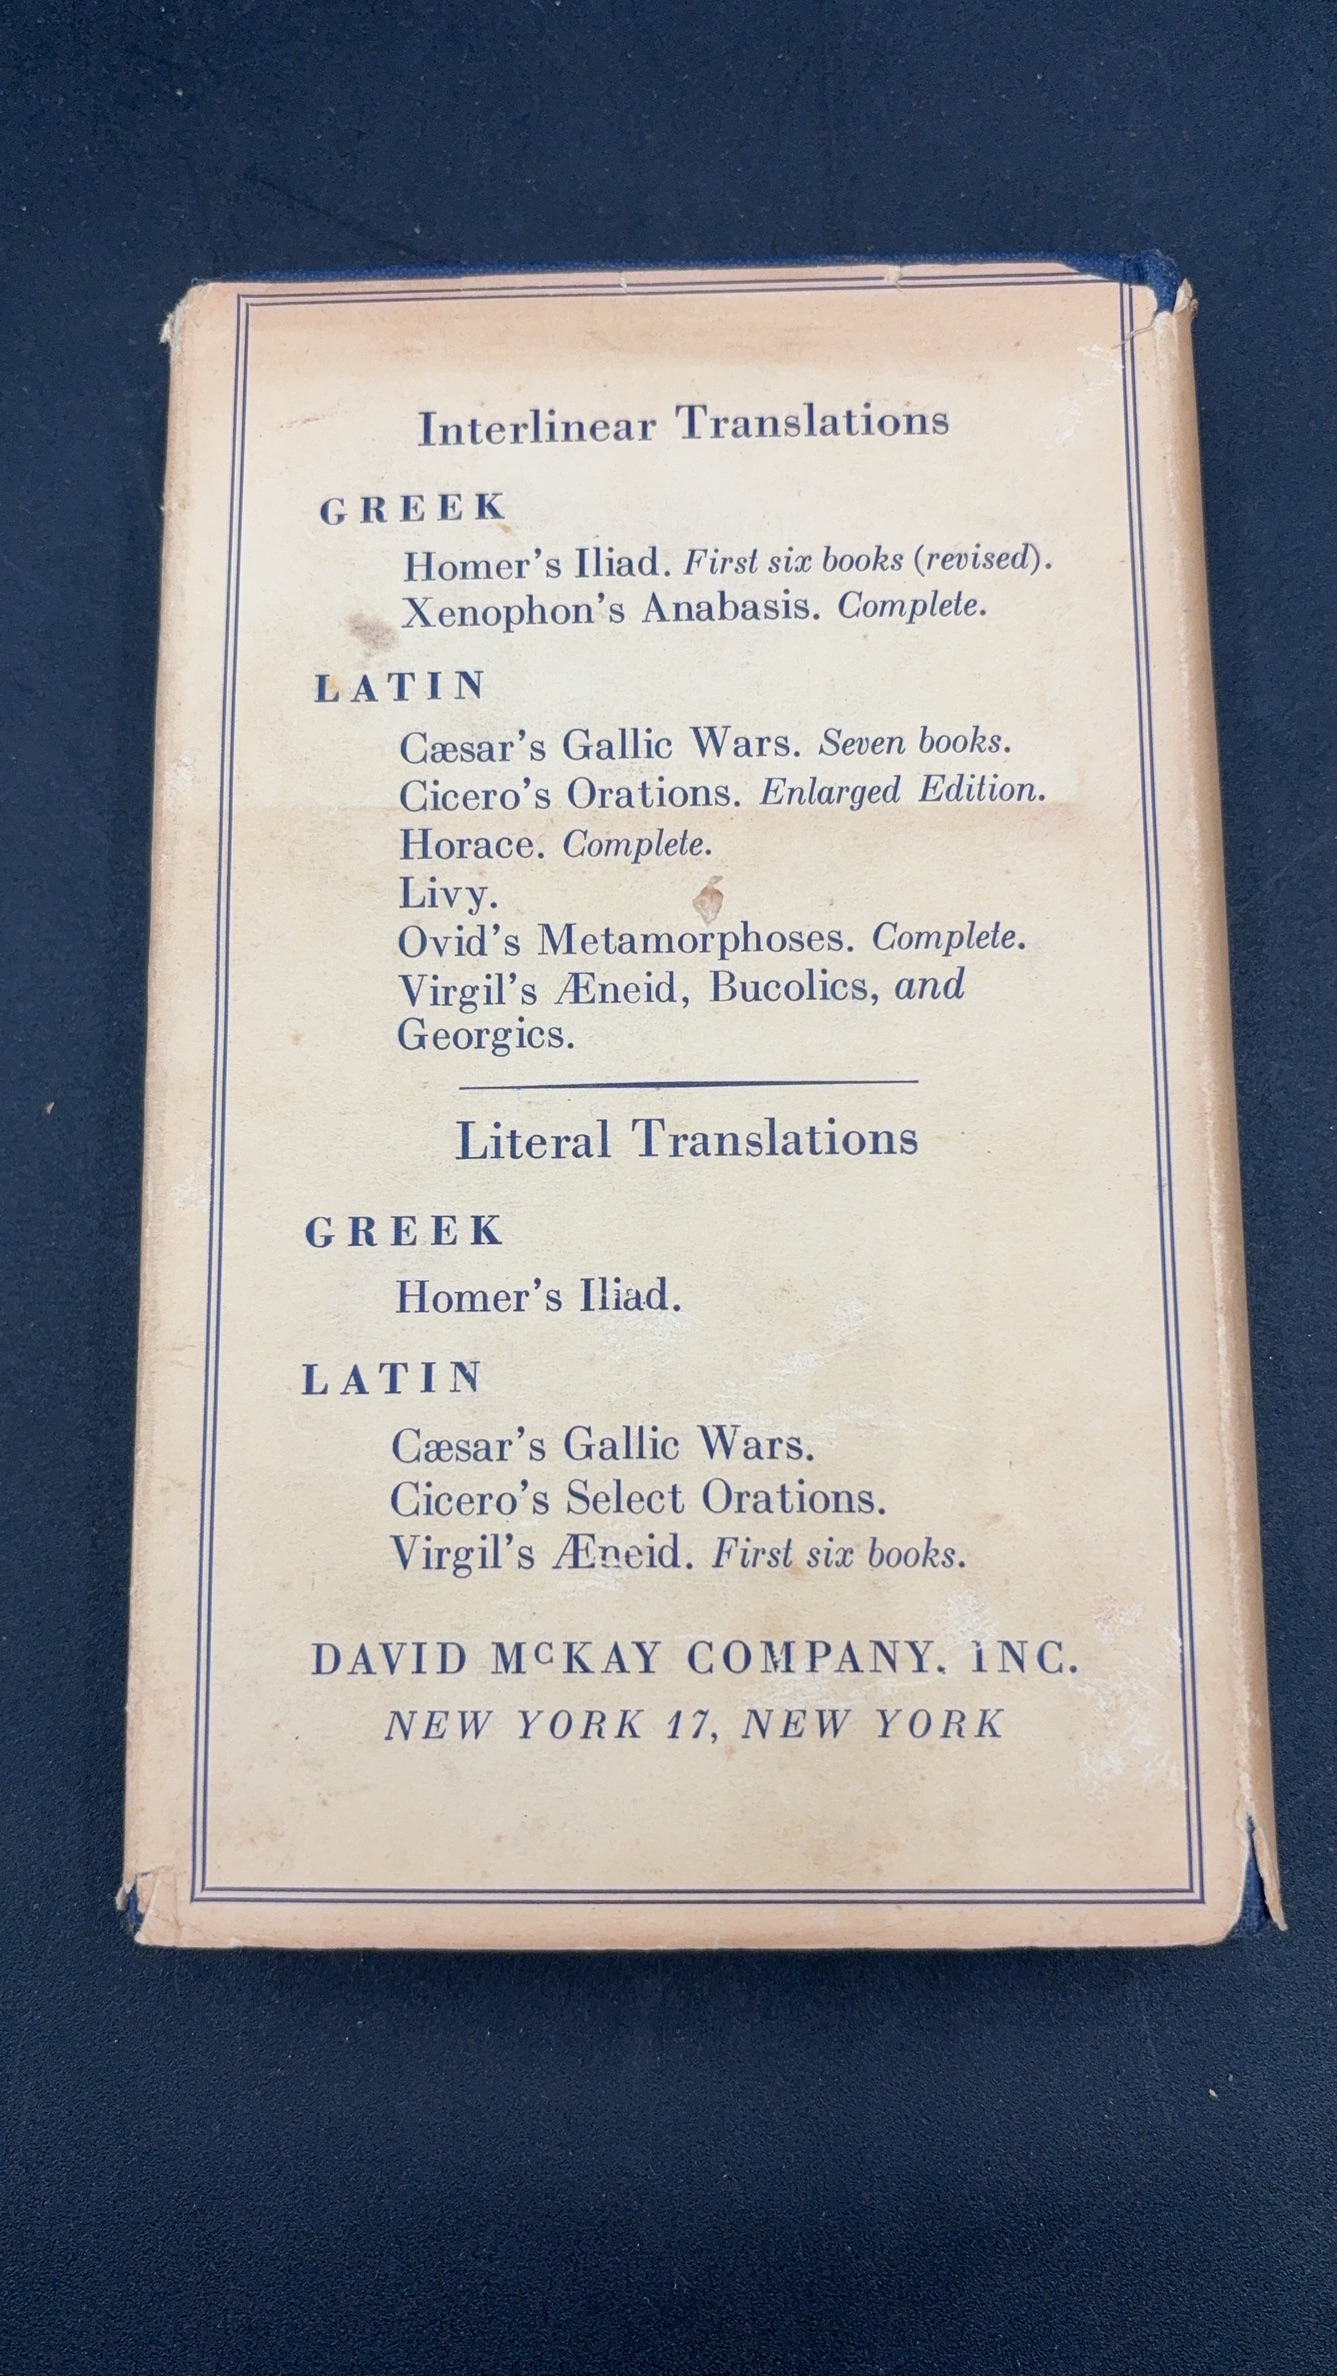 Interlinear Translations
GREEK
Homer's Iliad. First six books (revised).
Xenophon's Anabasis. Complete.
LATIN
Cæsar's Gallic Wars. Seven books.
Cicero's Orations. Enlarged Edition.
Horace. Complete.
Livy.
Ovid's Metamorphoses. Complete.
Virgil's Æneid, Bucolics, and
Georgics.
Literal Translations
GREEK
Homer's Iliad.
LATIN
Cæsar's Gallic Wars.
Cicero's Select Orations.
Virgil's Æneid. First six books.
DAVID McKAY COMPANY, INC.
NEW YORK 17, NEW YORK